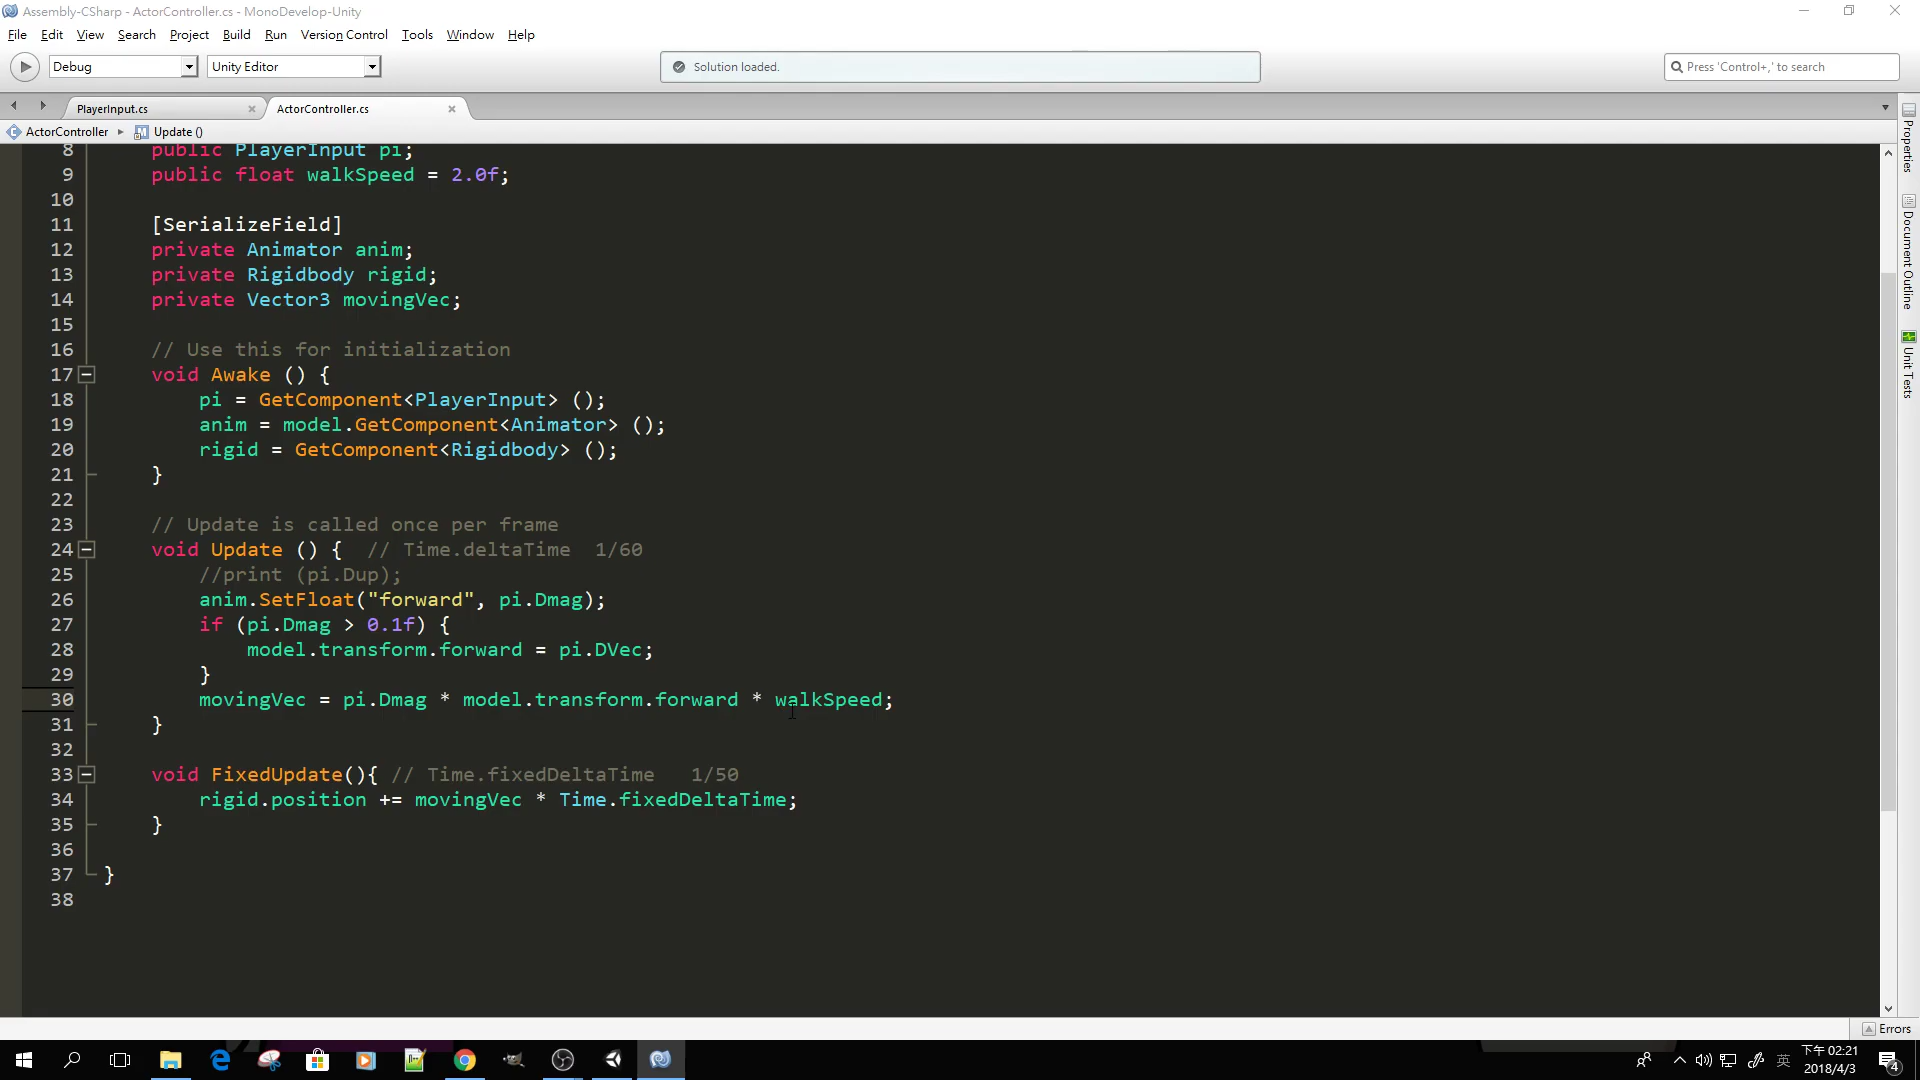 Assembly-CSharp - ActorController.cs - MonoDevelop-Unity
File Edit View Search Project Build Run Version Control Tools Window Help
Debug Unity Editor Solution loaded. Press 'Control+,' to search
PlayerInput.cs ActorController.cs
ActorController Update ()
8 public PlayerInput pi;
9 public float walkSpeed = 2.0f;
10
11 [SerializeField]
12 private Animator anim;
13 private Rigidbody rigid;
14 private Vector3 movingVec;
15
16 // Use this for initialization
17 void Awake () {
18 pi = GetComponent<PlayerInput> ();
19 anim = model.GetComponent<Animator> ();
20 rigid = GetComponent<Rigidbody> ();
21 }
22
23 // Update is called once per frame
24 void Update () { // Time.deltaTime 1/60
25 //print (pi.Dup);
26 anim.SetFloat("forward", pi.Dmag);
27 if (pi.Dmag > 0.1f) {
28 model.transform.forward = pi.DVec;
29 }
30 movingVec = pi.Dmag * model.transform.forward * walkSpeed;
31 }
32
33 void FixedUpdate(){ // Time.fixedDeltaTime 1/50
34 rigid.position += movingVec * Time.fixedDeltaTime;
35 }
36
37 }
38
Properties
Document Outline
Unit Tests
Errors
英
下午 02:21
2018/4/3
4